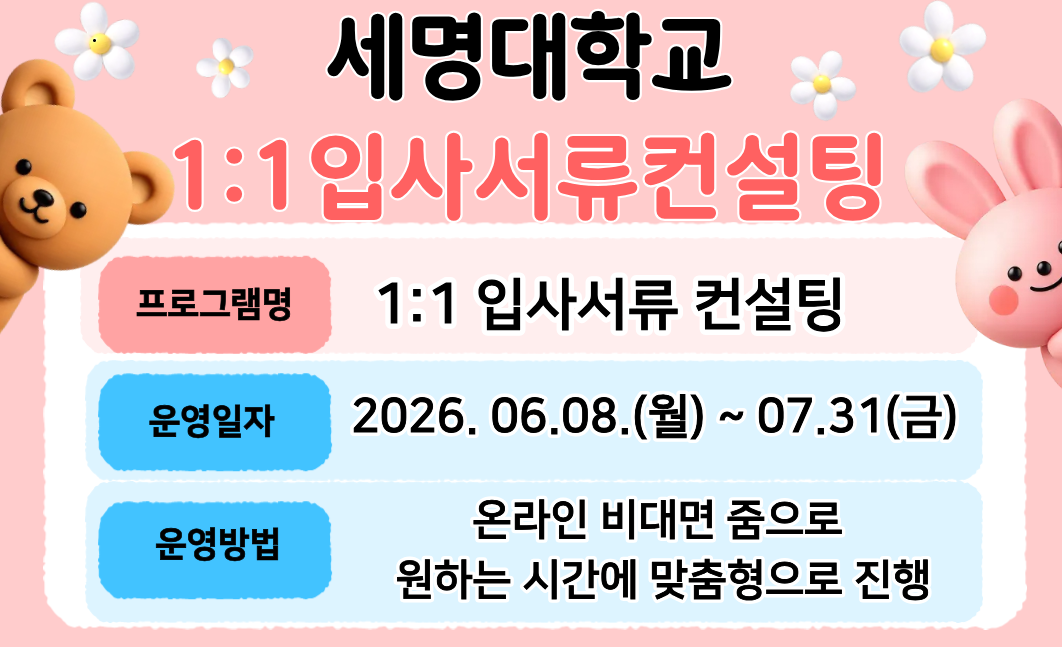 세명대학교
1:1입사서류컨설팅
프로그램명
1:1 입사서류 컨설팅
운영일자
2026. 06.08.(월) ~ 07.31(금)
운영방법
온라인 비대면 줌으로
원하는 시간에 맞춤형으로 진행